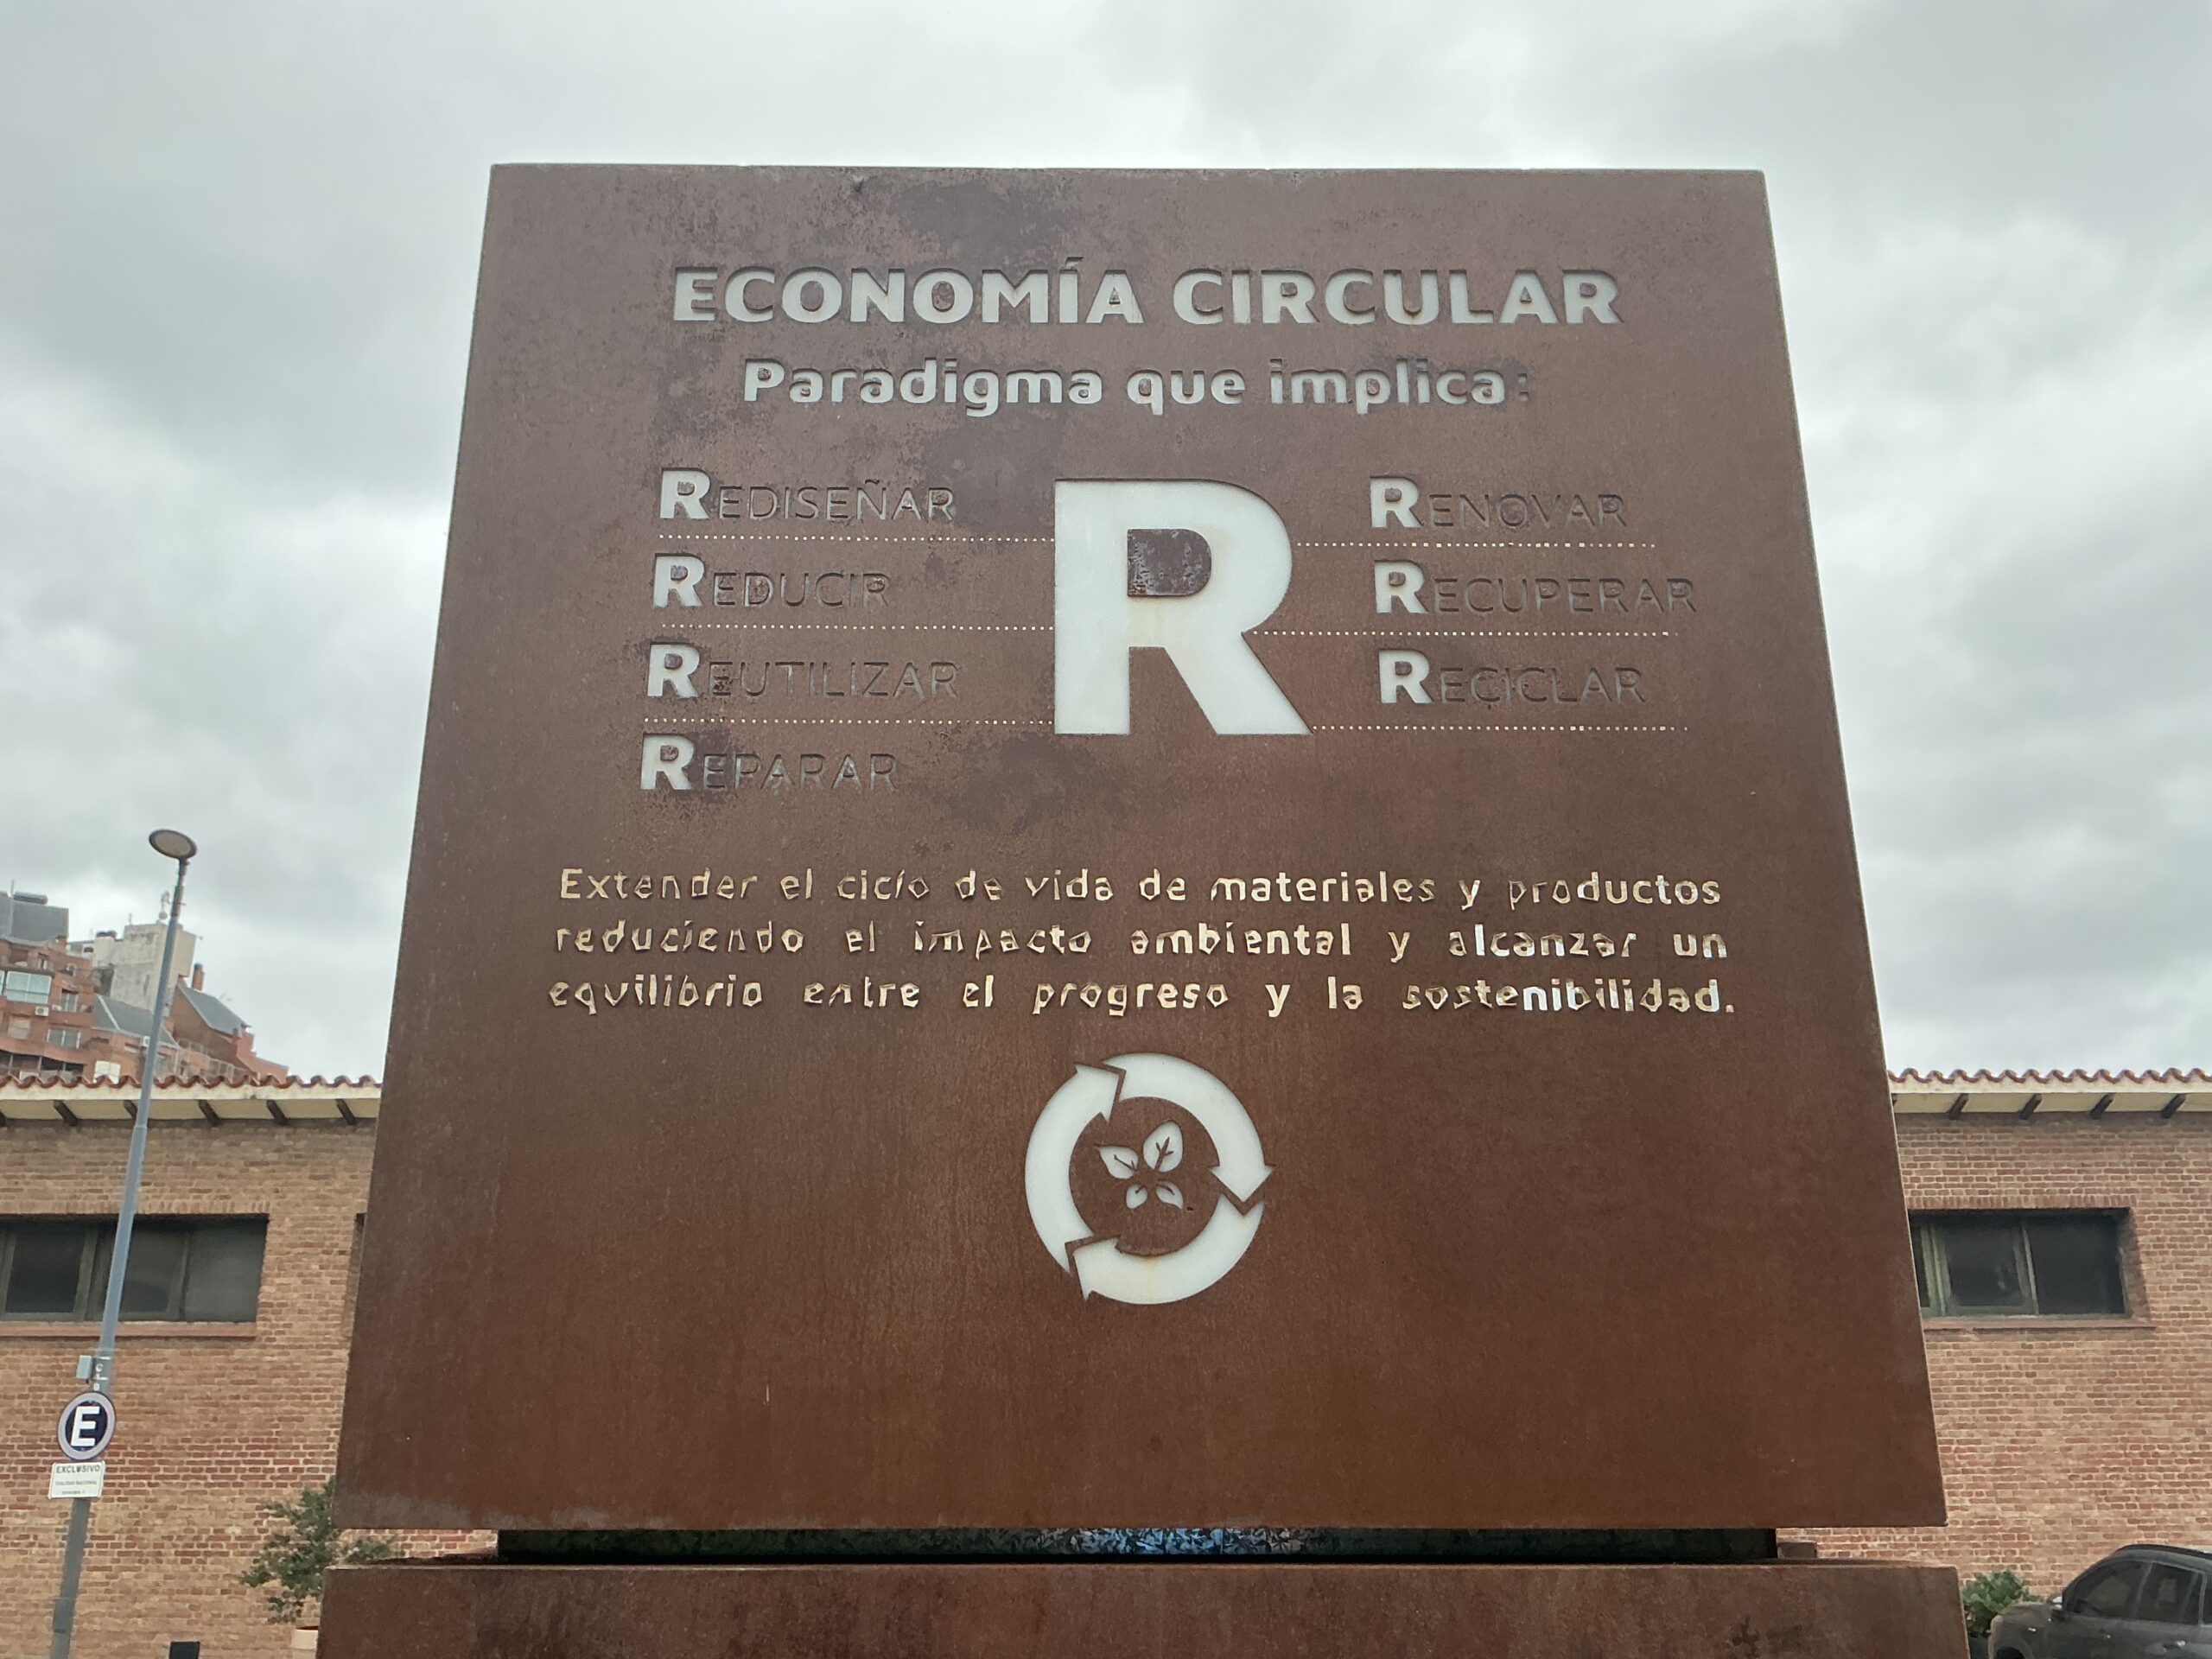 ECONOMÍA CIRCULAR
Paradigma que implica:
REDISEÑAR
REDUCIR
REUTILIZAR
REPARAR
R
RENOVAR
RECUPERAR
RECICLAR
Extender el ciclo de vida de materiales y productos
reduciendo el impacto ambiental y alcanzar un
equilibrio entre el progreso y la sostenibilidad.
E
EXCLUSIVO